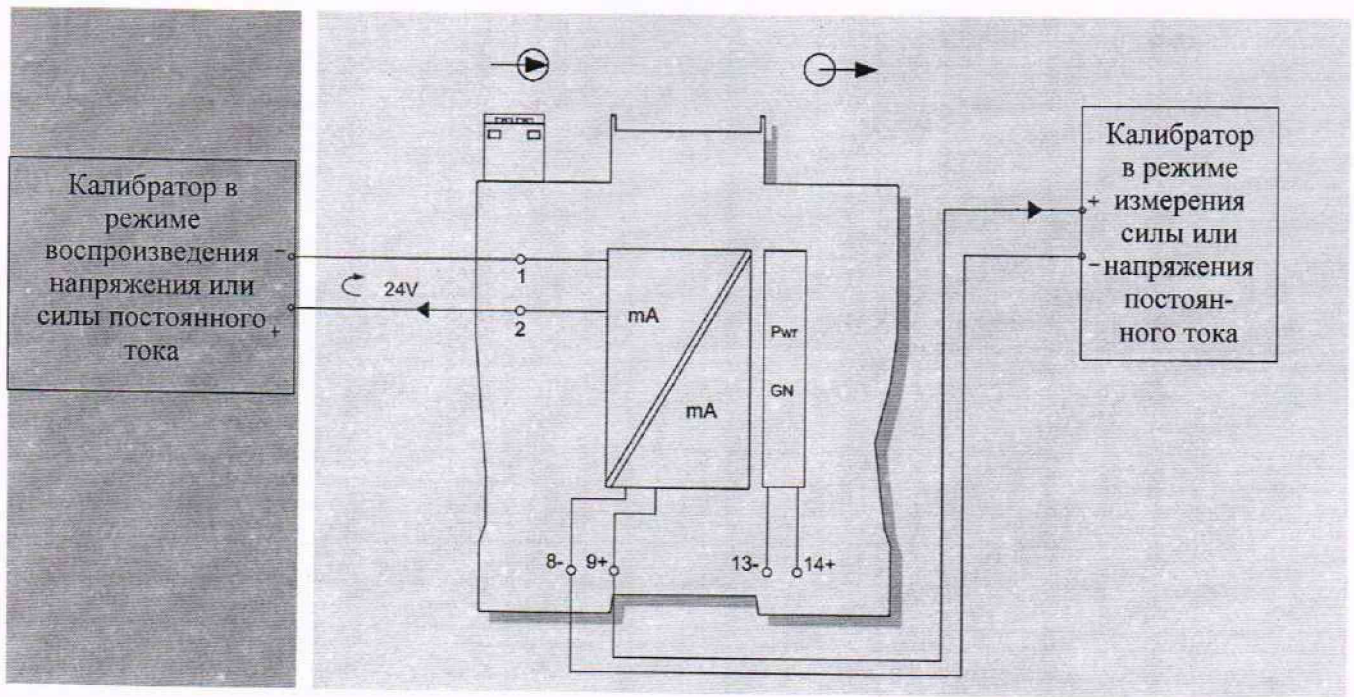 Калибратор в
режиме
воспроизведения
напряжения или
силы постоянного
тока
−
+
24V
1
2
mA
mA
Pwr
GN
8-
9+
13-
14+
Калибратор
в режиме
измерения
силы или
напряжения
постоян-
ного тока
+
−